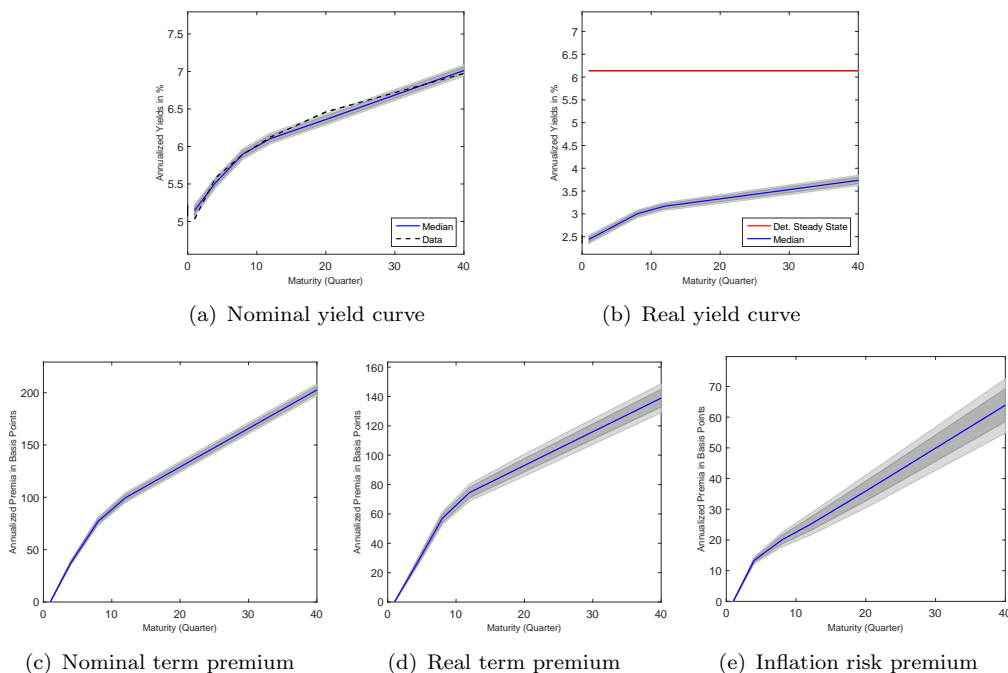 7.5
7
6.5
6
5.5
5
Annualized Yields in %
0 10 20 30 40
Maturity (Quarter)
Median
Data
(a) Nominal yield curve
7
6.5
6
5.5
5
4.5
4
3.5
3
2.5
Annualized Yields in %
0 10 20 30 40
Maturity (Quarter)
Det. Steady State
Median
(b) Real yield curve
200
150
100
50
0
Annualized Premia in Basis Points
0 10 20 30 40
Maturity (Quarter)
(c) Nominal term premium
160
140
120
100
80
60
40
20
0
Annualized Premia in Basis Points
0 10 20 30 40
Maturity (Quarter)
(d) Real term premium
70
60
50
40
30
20
10
0
Annualized Premia in Basis Points
0 10 20 30 40
Maturity (Quarter)
(e) Inflation risk premium